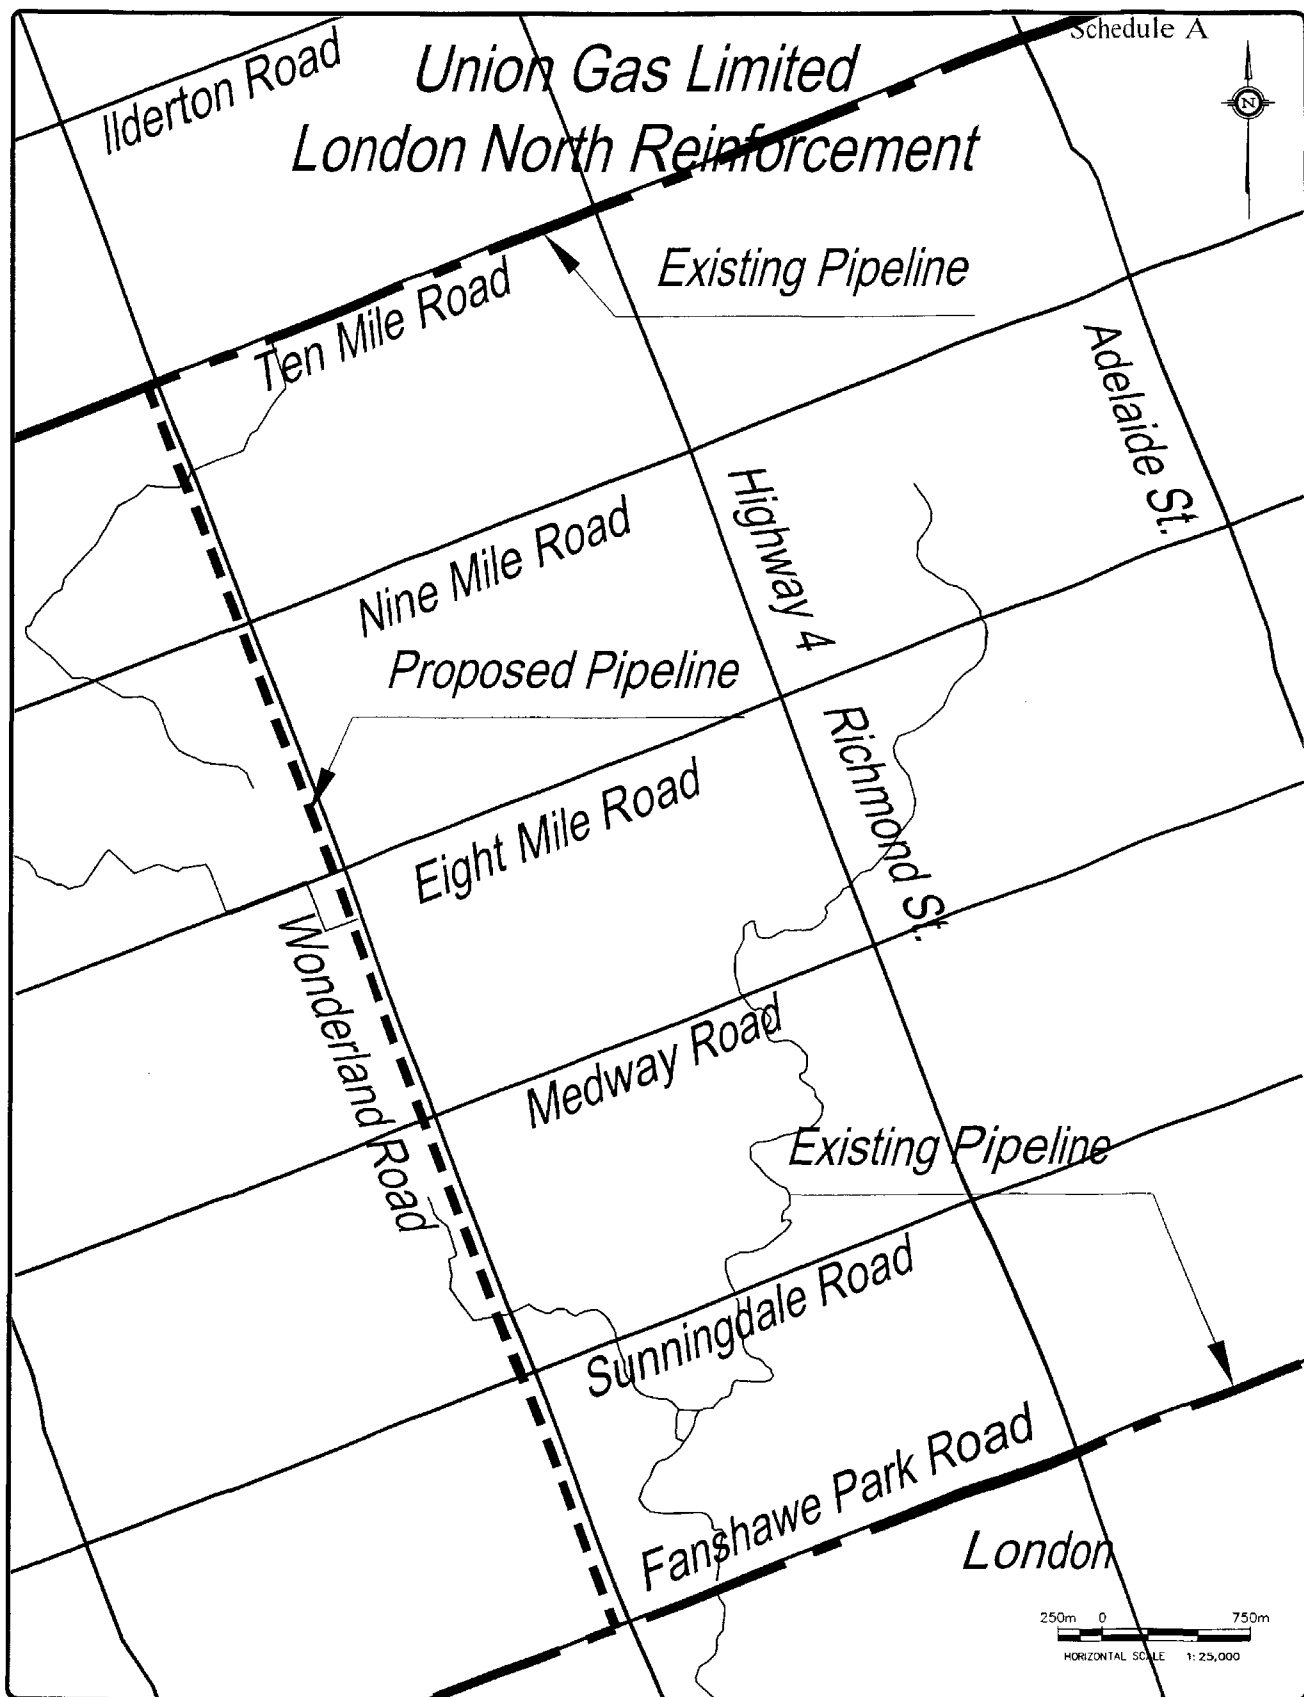 Schedule A
Union Gas Limited
London North Reinforcement
N
Ilderton Road
Existing Pipeline
Ten Mile Road
Adelaide St.
Highway 4
Nine Mile Road
Proposed Pipeline
Richmond St.
Eight Mile Road
Wonderland Road
Medway Road
Existing Pipeline
Sunningdale Road
Fanshawe Park Road
London
250m 0 750m
HORIZONTAL SCALE 1:25,000